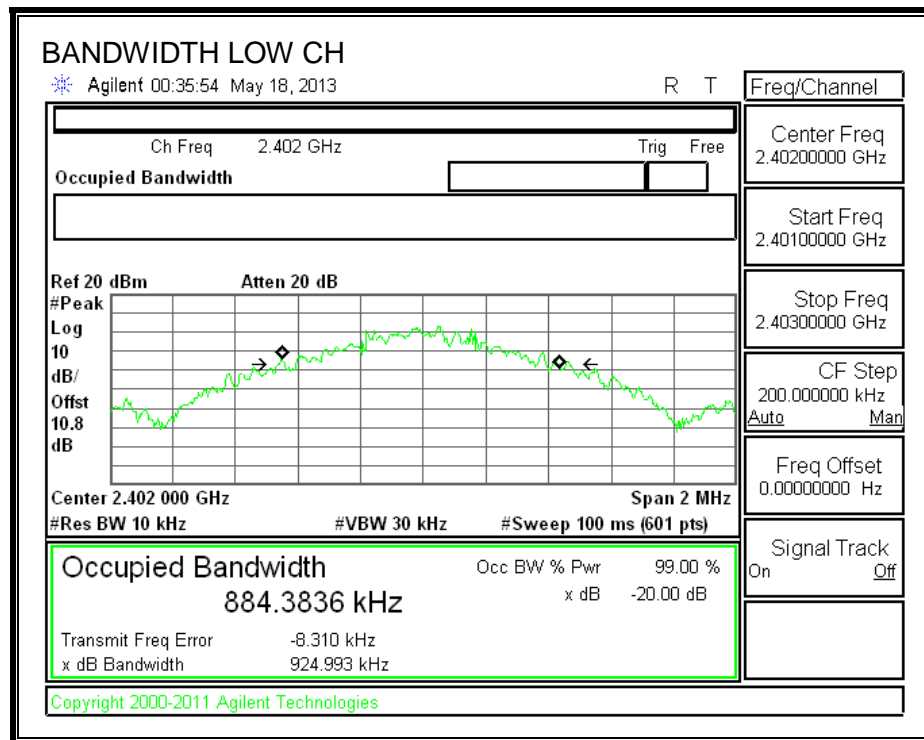 BANDWIDTH LOW CH
Agilent 00:35:54 May 18, 2013 R T
Freq/Channel
Ch Freq 2.402 GHz Trig Free
Occupied Bandwidth
Center Freq
2.40200000 GHz
Start Freq
2.40100000 GHz
Stop Freq
2.40300000 GHz
CF Step
200.000000 kHz
Auto Man
Freq Offset
0.00000000 Hz
Signal Track
On Off
Ref 20 dBm Atten 20 dB
#Peak
Log
10
dB/
Offst
10.8
dB
Center 2.402 000 GHz Span 2 MHz
#Res BW 10 kHz #VBW 30 kHz #Sweep 100 ms (601 pts)
Occupied Bandwidth
884.3836 kHz
Occ BW % Pwr 99.00 %
x dB -20.00 dB
Transmit Freq Error -8.310 kHz
x dB Bandwidth 924.993 kHz
Copyright 2000-2011 Agilent Technologies